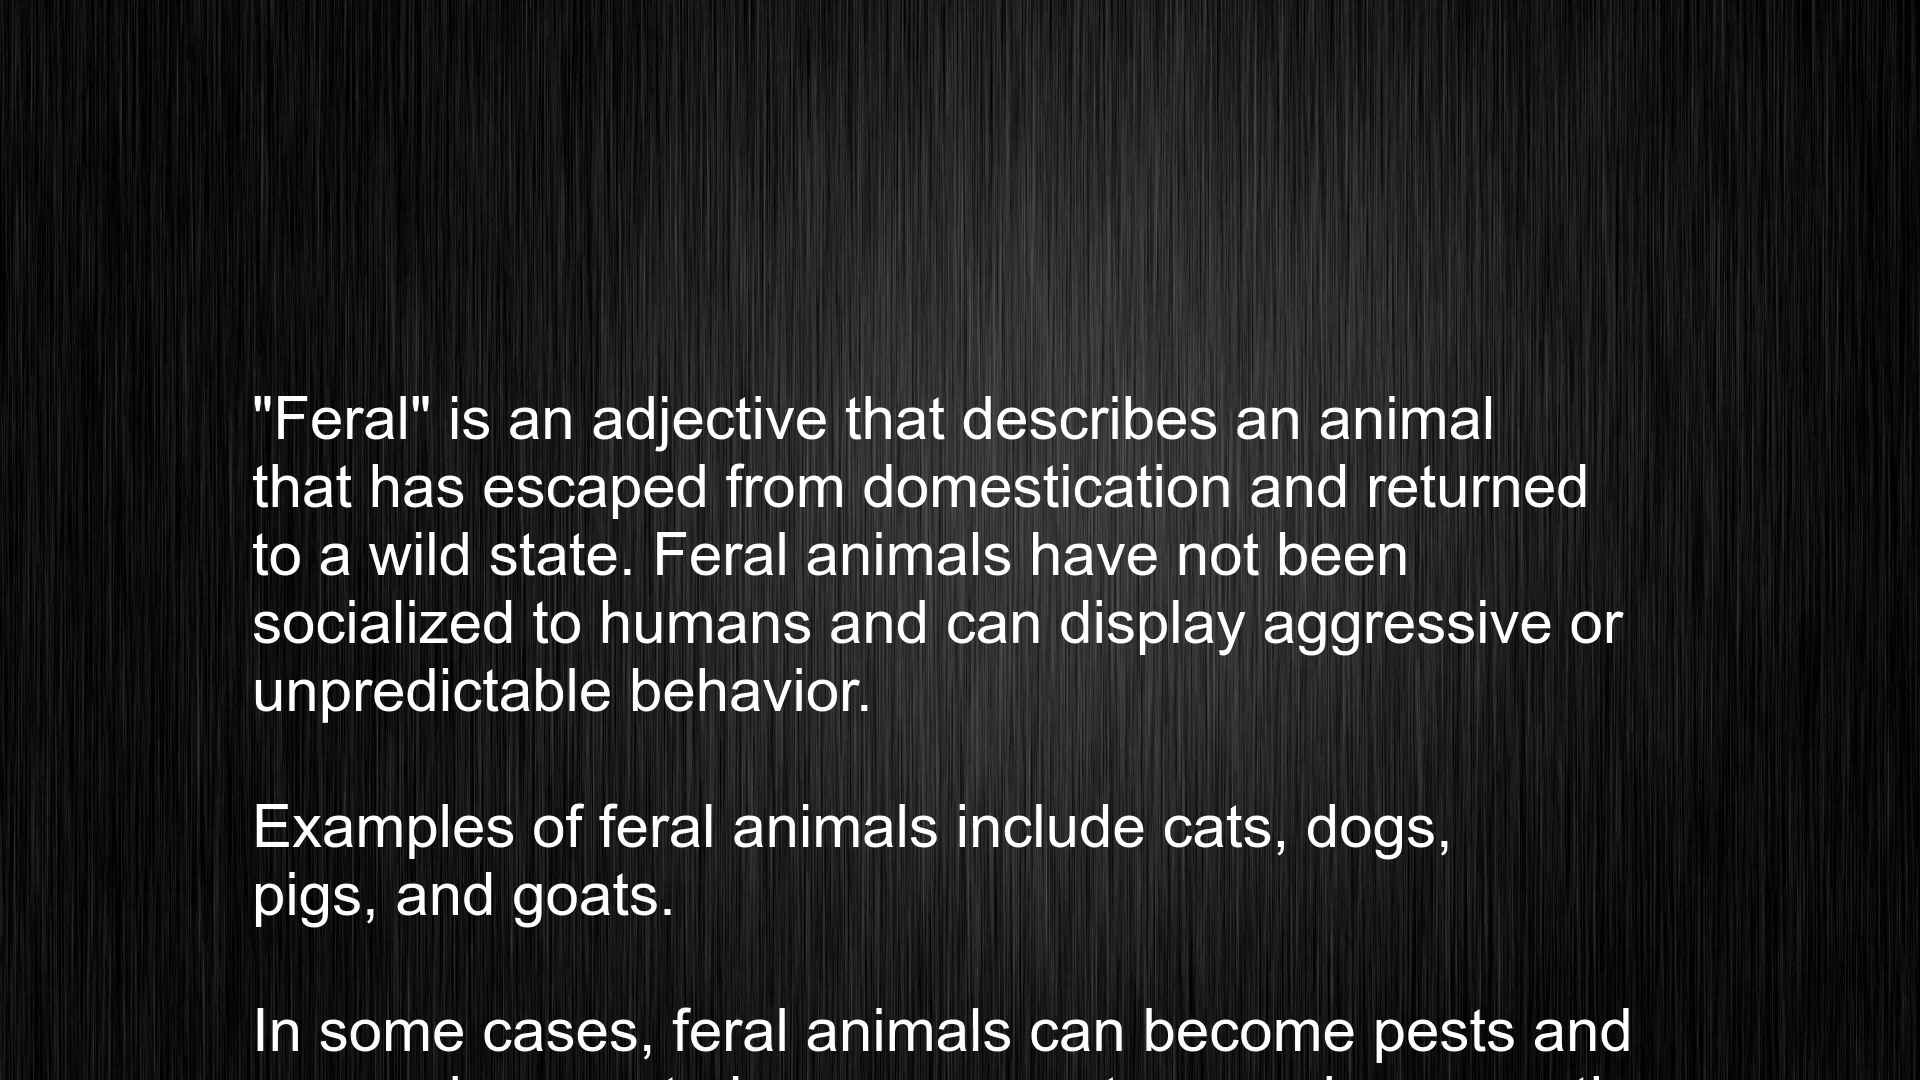 "Feral" is an adjective that describes an animal
that has escaped from domestication and returned
to a wild state. Feral animals have not been
socialized to humans and can display aggressive or
unpredictable behavior.
Examples of feral animals include cats, dogs,
pigs, and goats.
In some cases, feral animals can become pests and